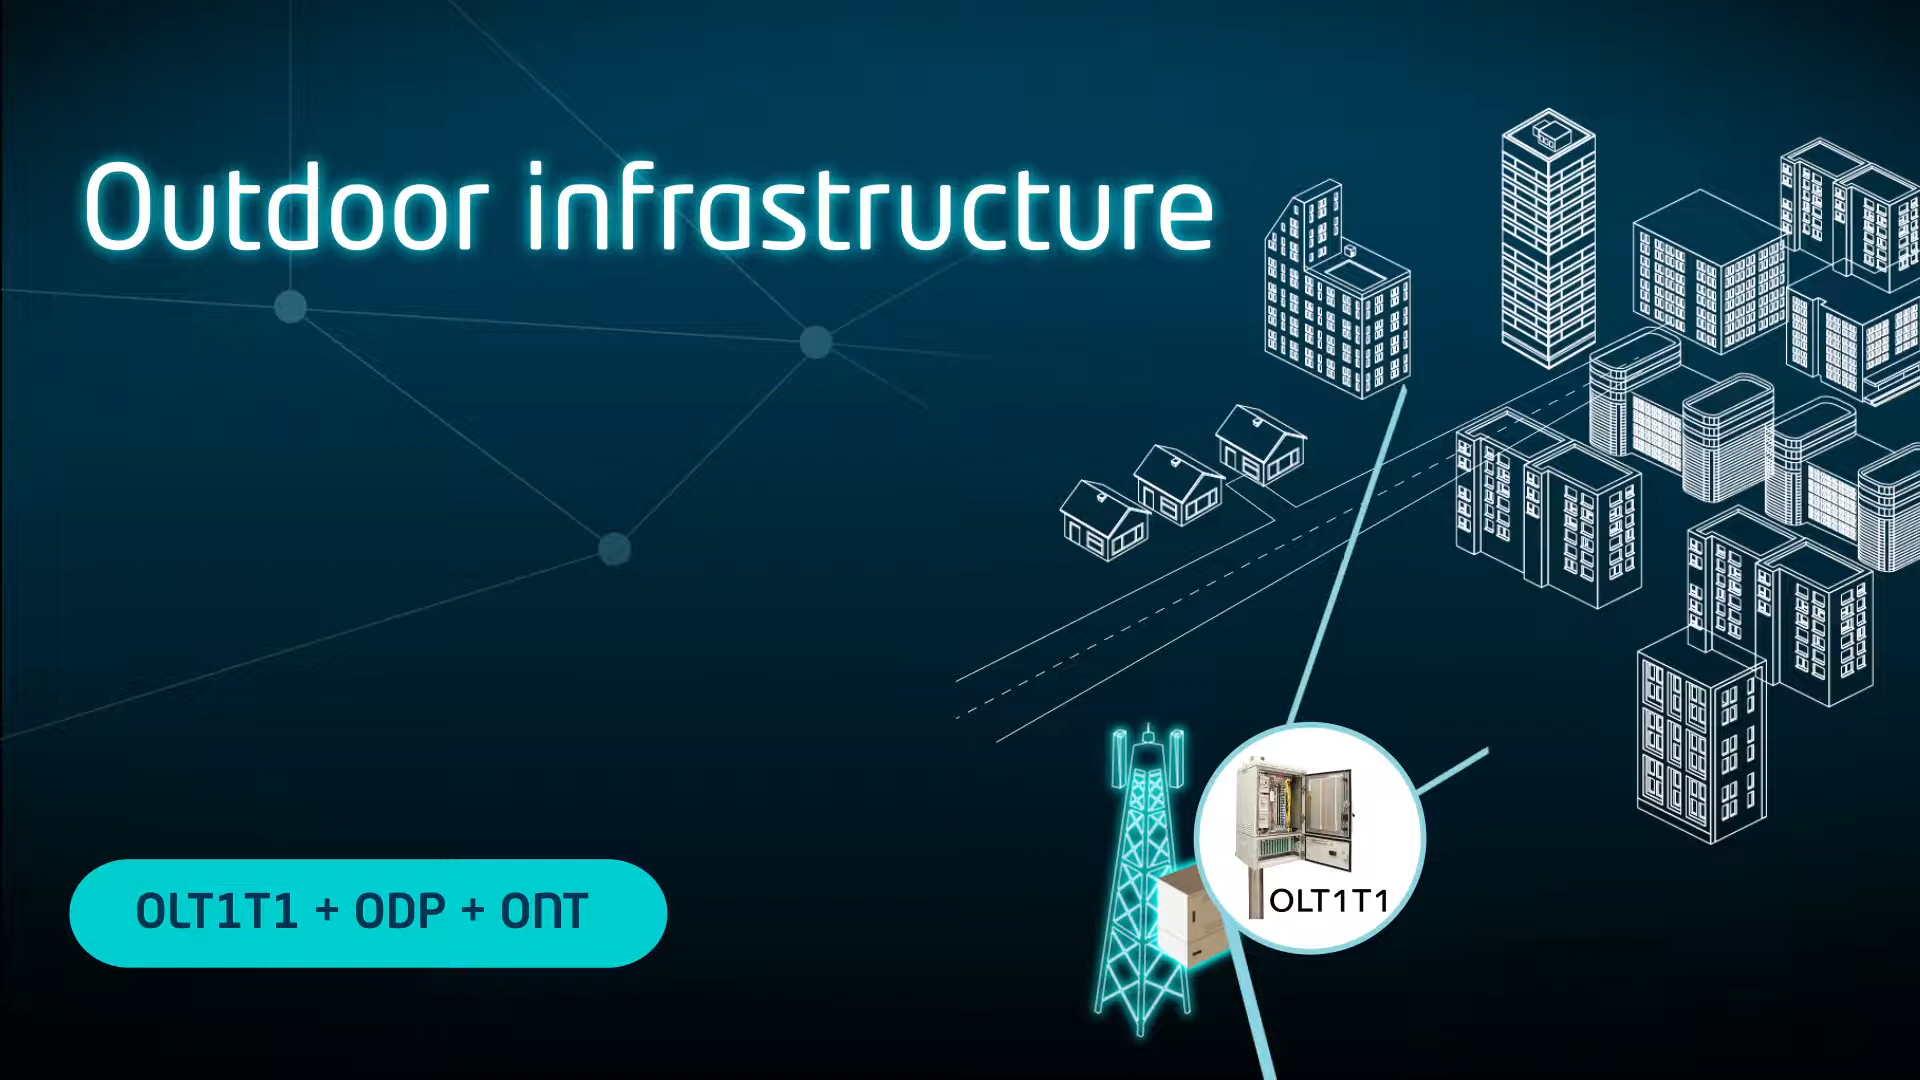 Outdoor infrastructure
OLT1T1
OLT1T1 + ODP + ONT